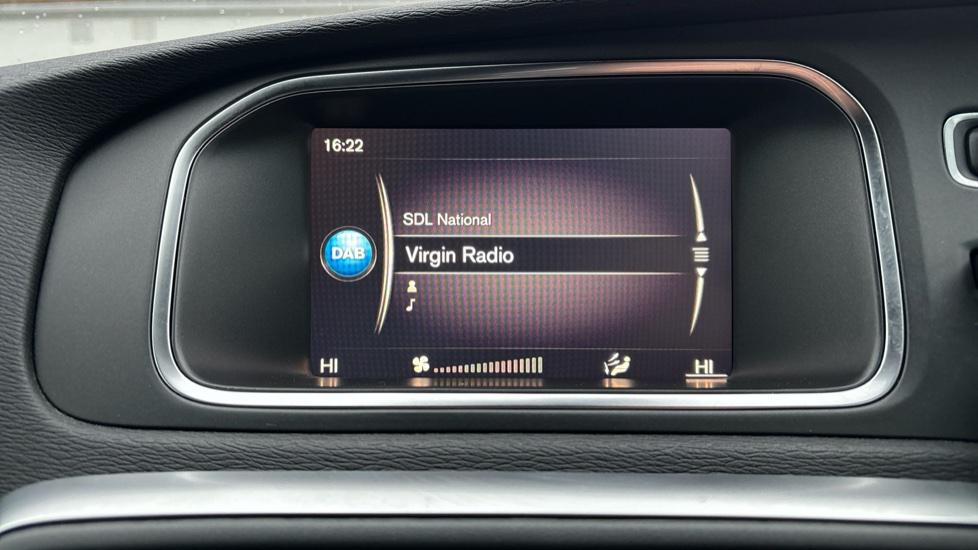 16:22
SDL National
DAB
Virgin Radio
HI
HI